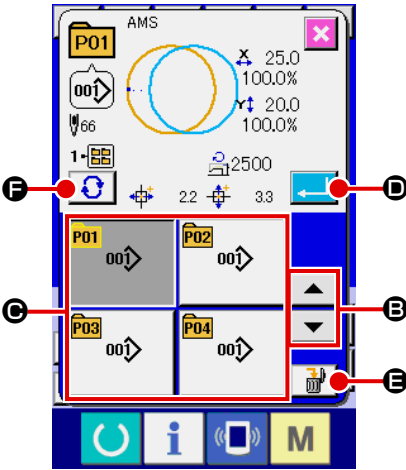 AMS
P01
X 25.0
100.0%
001
Y 20.0
100.0%
66
1
2500
F
2.2
3.3
D
P01
001
P02
001
C
B
P03
001
P04
001
E
i
M